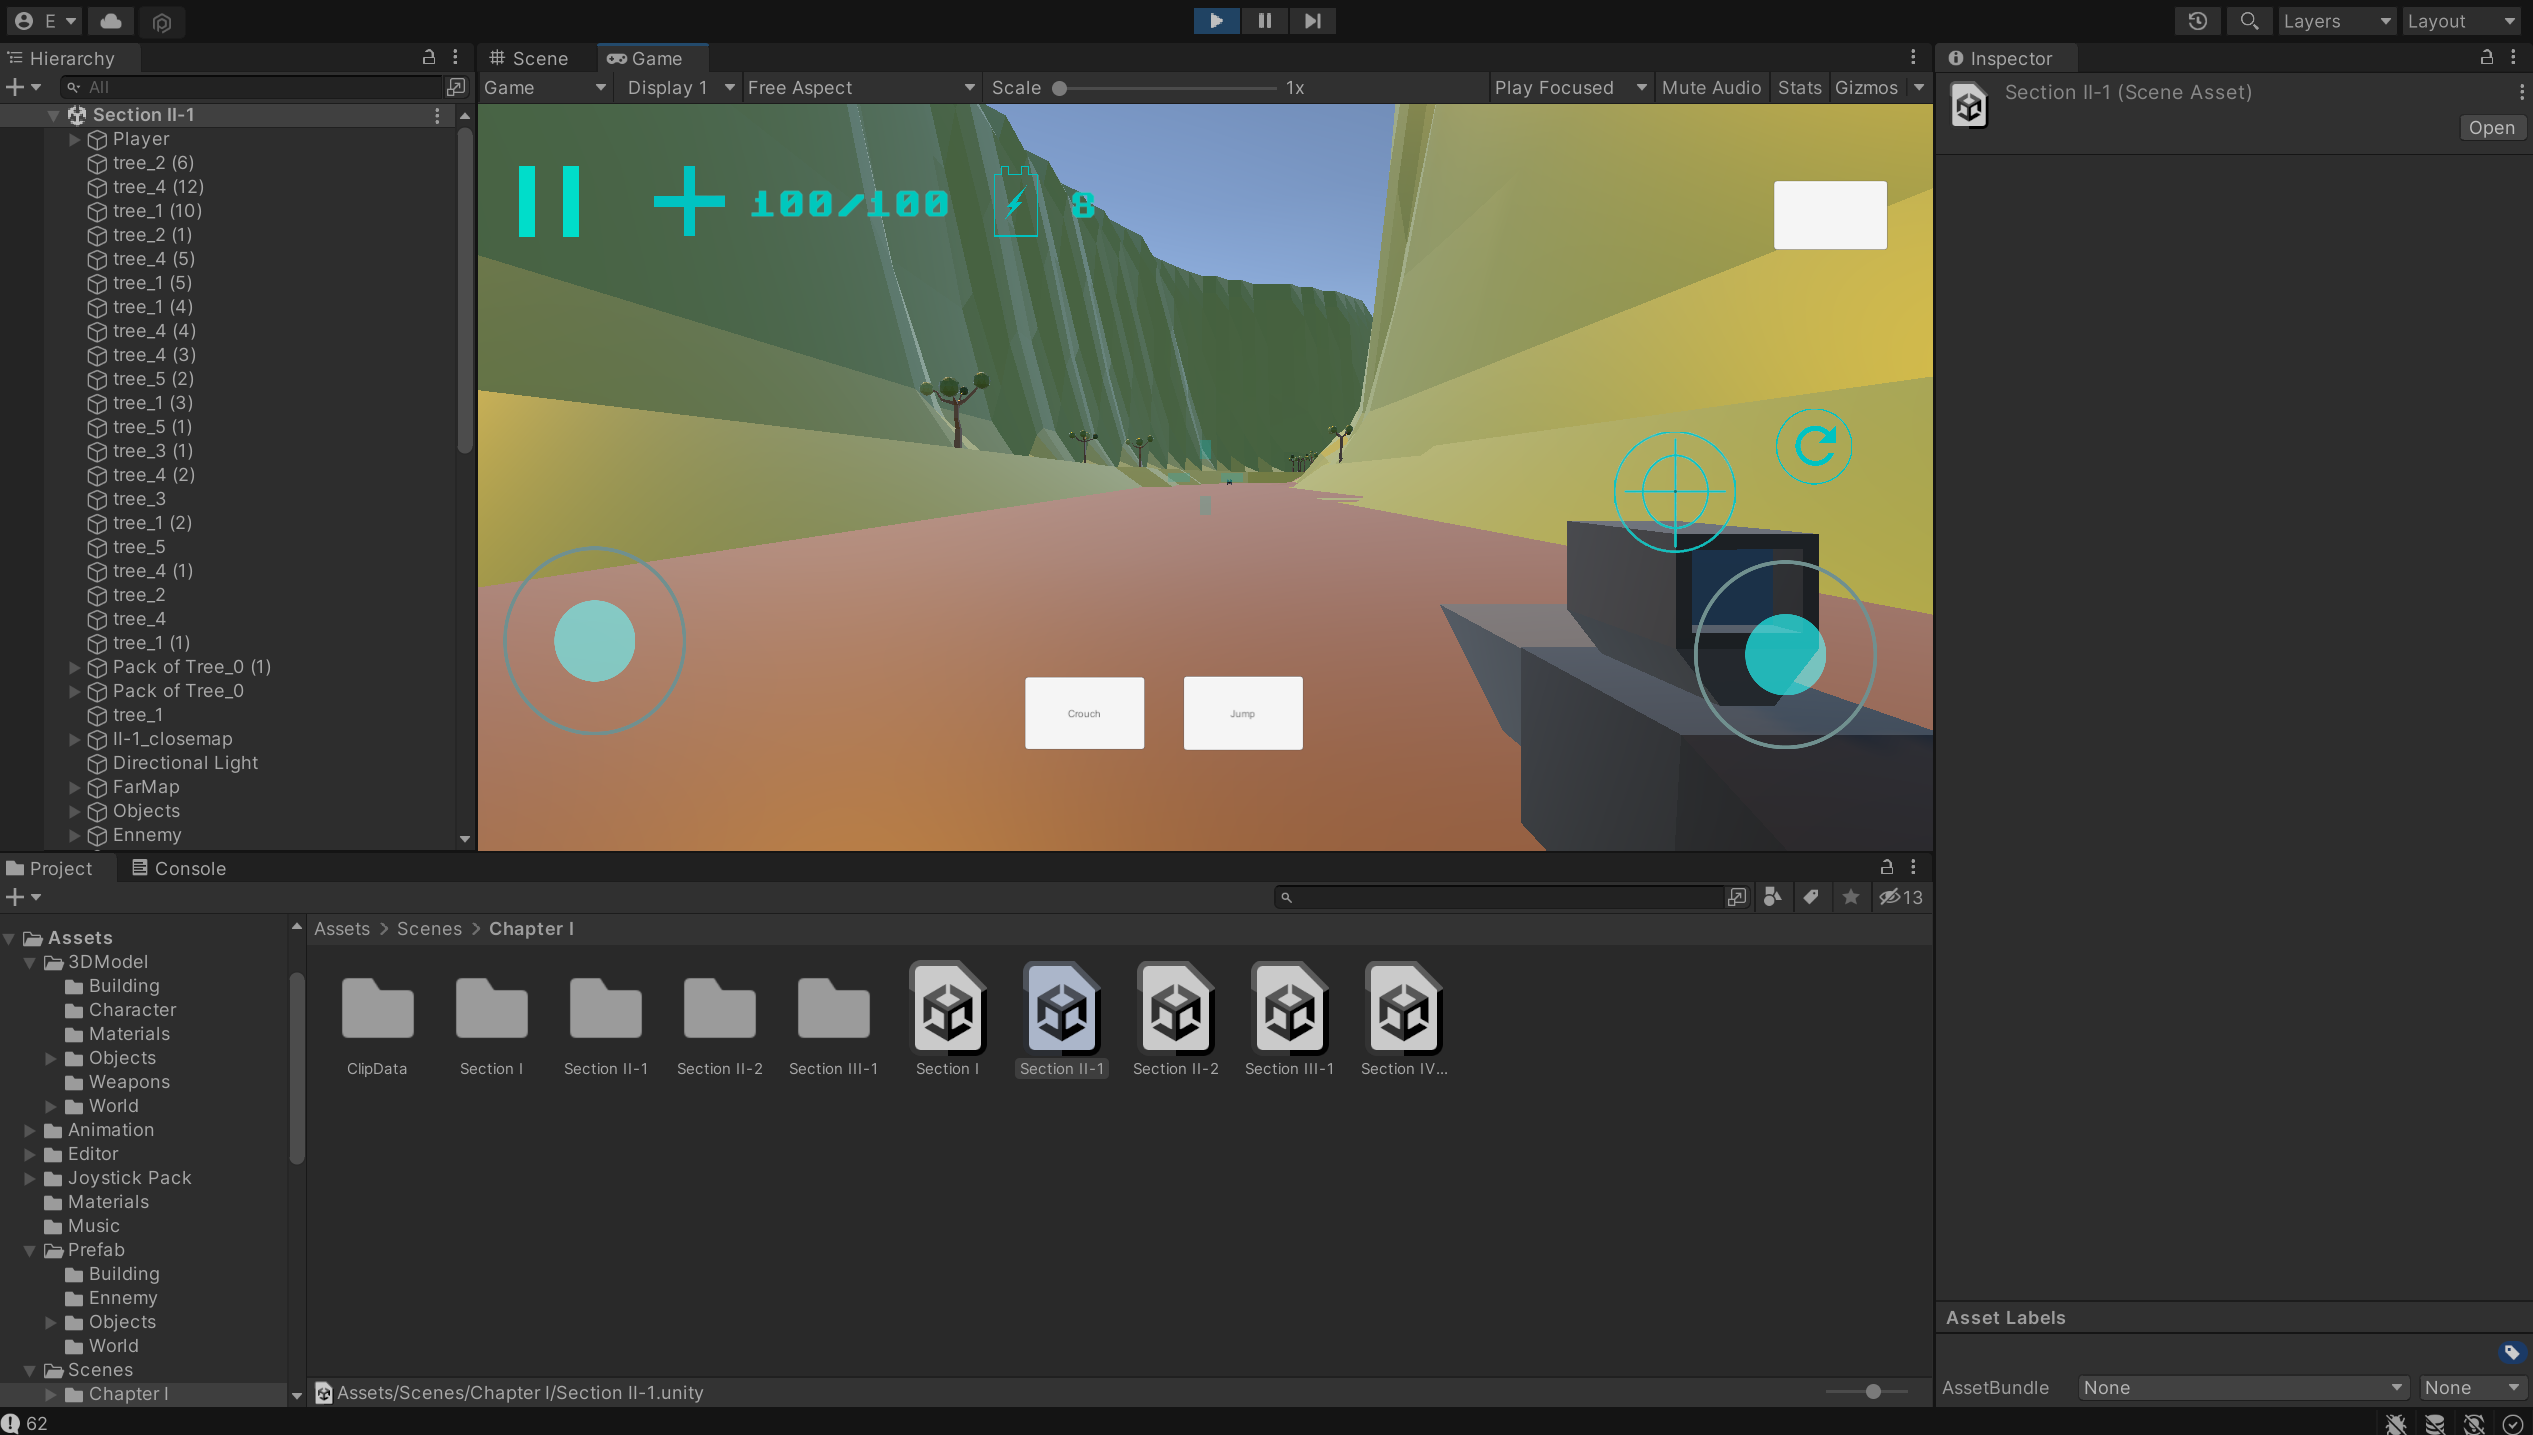 E
Layers
Layout
Hierarchy
All
Section II-1
Player
tree_2 (6)
tree_4 (12)
tree_1 (10)
tree_2 (1)
tree_4 (5)
tree_1 (5)
tree_1 (4)
tree_4 (4)
tree_4 (3)
tree_5 (2)
tree_1 (3)
tree_5 (1)
tree_3 (1)
tree_4 (2)
tree_3
tree_1 (2)
tree_5
tree_4 (1)
tree_2
tree_4
tree_1 (1)
Pack of Tree_0 (1)
Pack of Tree_0
tree_1
II-1_closemap
Directional Light
FarMap
Objects
Ennemy
Scene
Game
Game
Display 1
Free Aspect
Scale
1x
Play Focused
Mute Audio
Stats
Gizmos
100/100
8
Crouch
Jump
Inspector
Section II-1 (Scene Asset)
Open
Project
Console
13
Assets
3DModel
Building
Character
Materials
Objects
Weapons
World
Animation
Editor
Joystick Pack
Materials
Music
Prefab
Building
Ennemy
Objects
World
Scenes
Chapter I
Assets > Scenes > Chapter I
ClipData
Section I
Section II-1
Section II-2
Section III-1
Section I
Section II-1
Section II-2
Section III-1
Section IV...
Assets/Scenes/Chapter I/Section II-1.unity
Asset Labels
AssetBundle
None
None
62